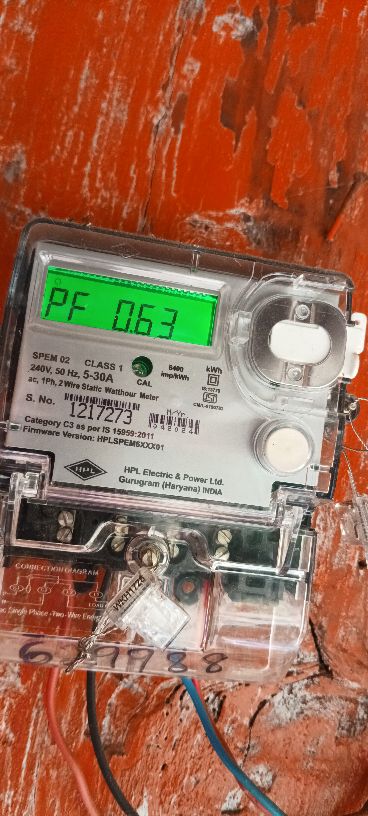 PF 0.63
SPEM 02 CLASS 1
240V, 50 Hz, 5-30A
ac, 1Ph, 2 Wire Static Watthour Meter
CAL
6400
imp/kWh
kWh
S. No. 1217273
Category C3 as per IS 15959:2011
Firmware Version: HPLSPEM6XXX01
HPL
HPL Electric & Power Ltd.
Gurugram (Haryana) INDIA
CONNECTION DIAGRAM
LOAD